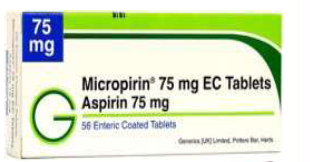 75
mg
Micropirin® 75 mg EC Tablets
Aspirin 75 mg
56 Enteric Coated Tablets
Generics [UK] Limited, Potters Bar, Herts